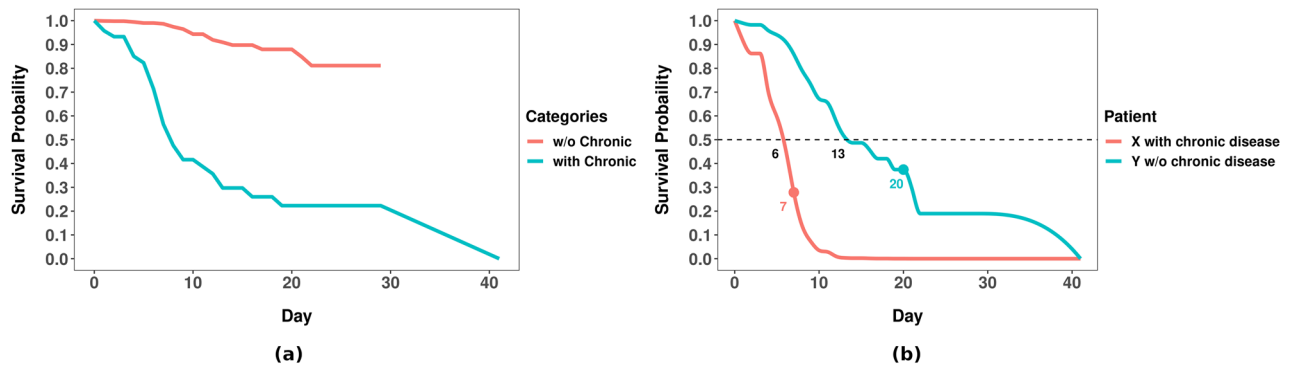 Survival Probaility
1.0
0.9
0.8
0.7
0.6
0.5
0.4
0.3
0.2
0.1
0.0
0 10 20 30 40
Day
Categories
w/o Chronic
with Chronic
(a)
Survival Probaility
1.0
0.9
0.8
0.7
0.6
0.5
0.4
0.3
0.2
0.1
0.0
6 13
20
7
0 10 20 30 40
Day
Patient
X with chronic disease
Y w/o chronic disease
(b)